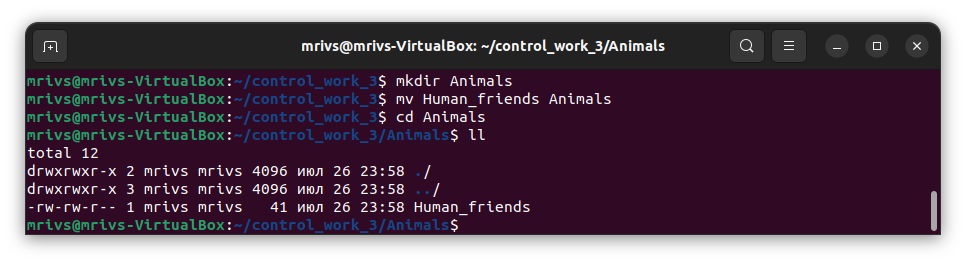 mrivs@mrivs-VirtualBox: ~/control_work_3/Animals
mrivs@mrivs-VirtualBox:~/control_work_3$ mkdir Animals
mrivs@mrivs-VirtualBox:~/control_work_3$ mv Human_friends Animals
mrivs@mrivs-VirtualBox:~/control_work_3$ cd Animals
mrivs@mrivs-VirtualBox:~/control_work_3/Animals$ ll
total 12
drwxrwxr-x 2 mrivs mrivs 4096 июл 26 23:58 ./
drwxrwxr-x 3 mrivs mrivs 4096 июл 26 23:58 ../
-rw-rw-r-- 1 mrivs mrivs   41 июл 26 23:58 Human_friends
mrivs@mrivs-VirtualBox:~/control_work_3/Animals$